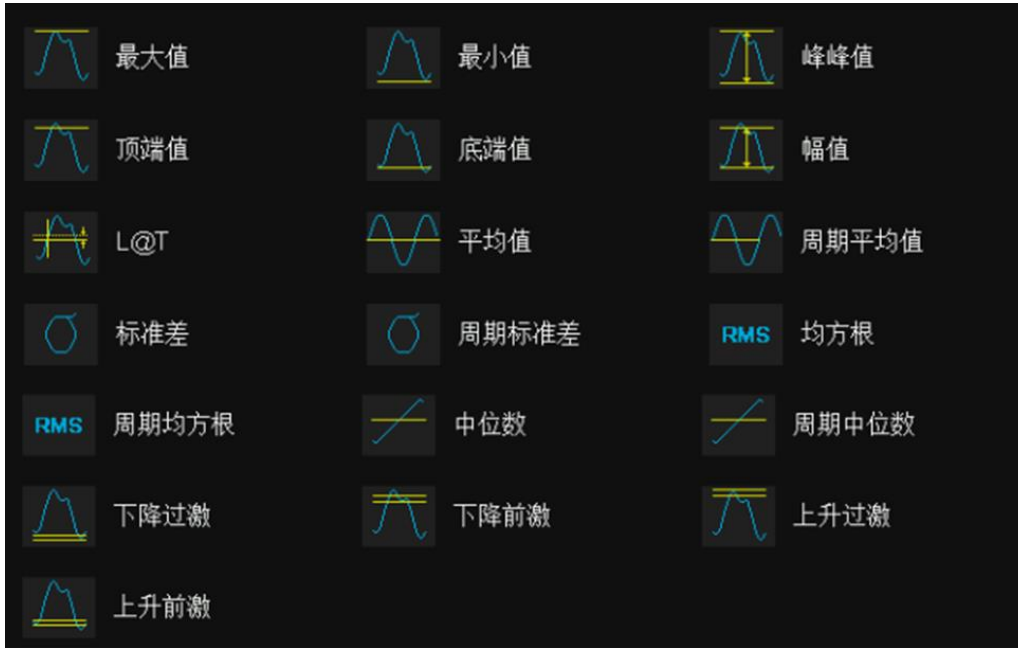 最大值 最小值 峰峰值
顶端值 底端值 幅值
L@T 平均值 周期平均值
标准差 周期标准差 RMS 均方根
RMS 周期均方根 中位数 周期中位数
下降过激 下降前激 上升过激
上升前激